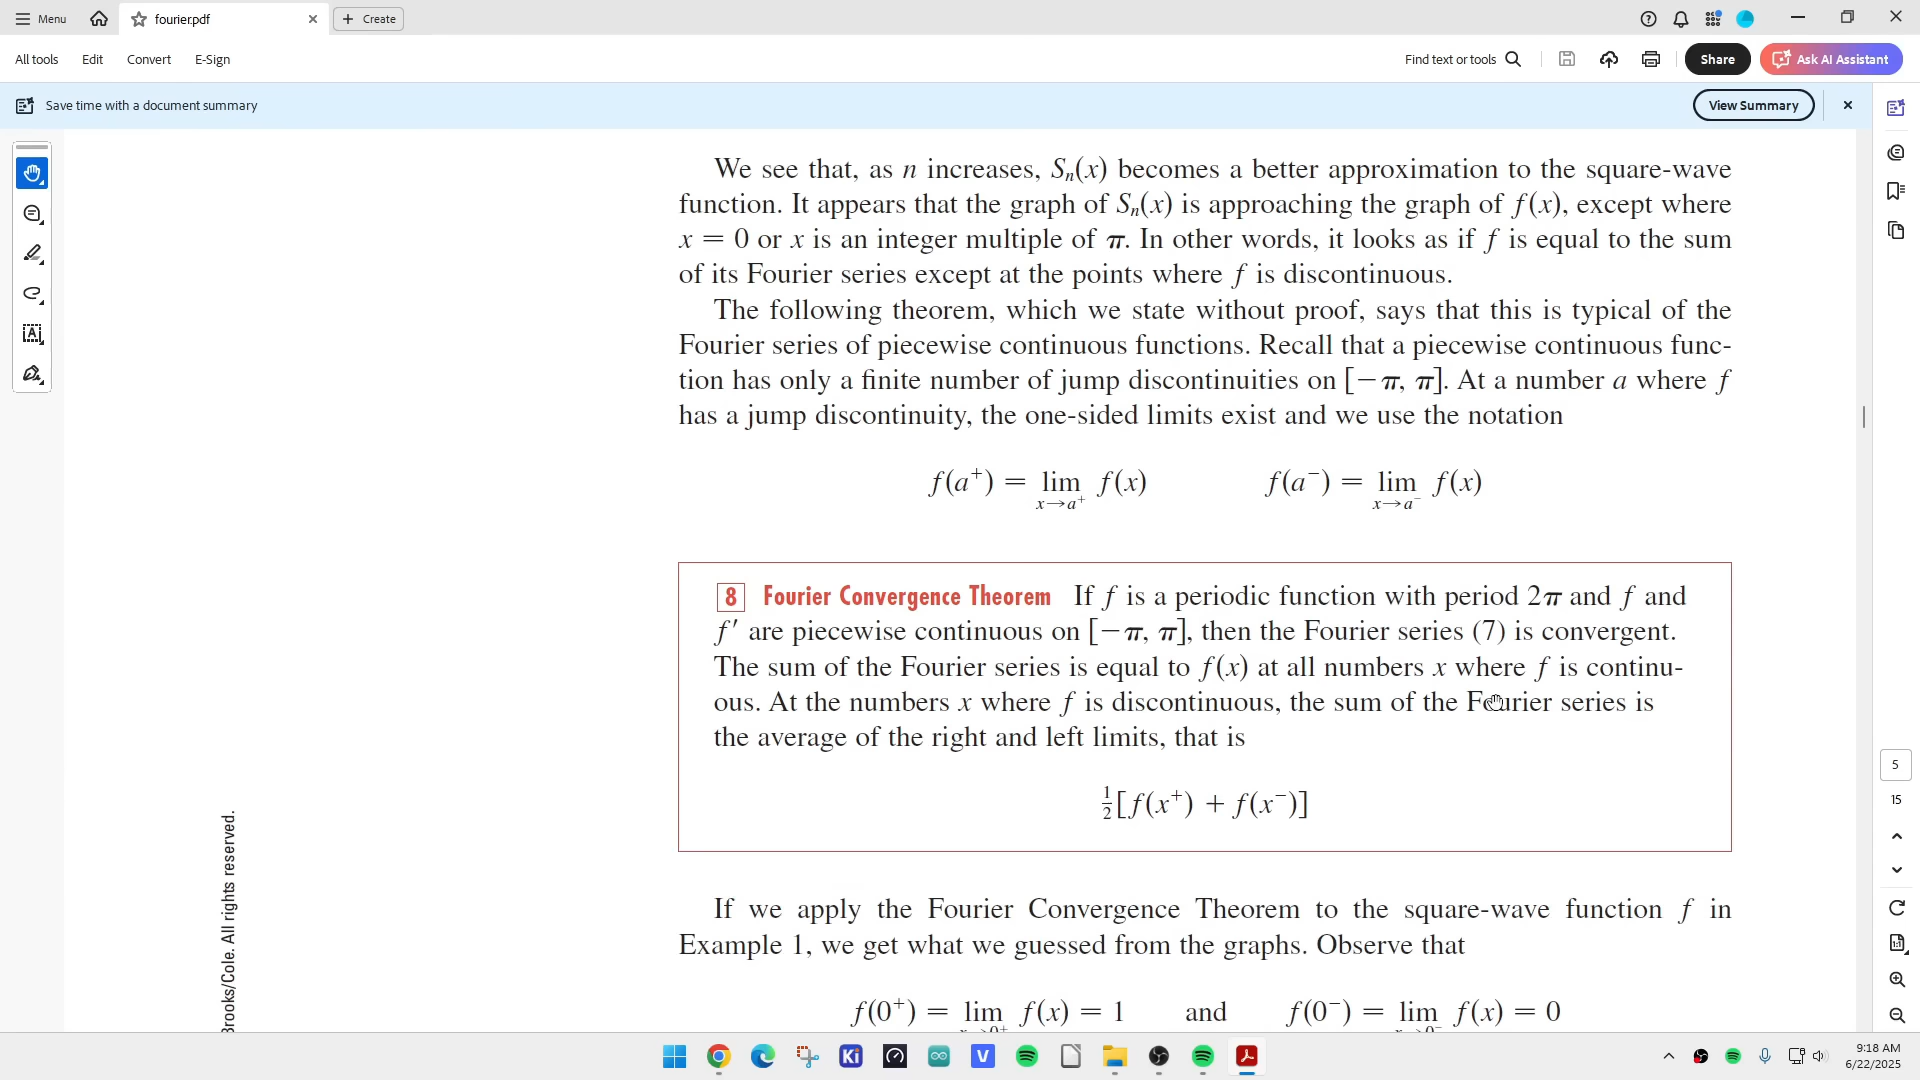 Menu
fourier.pdf
Create
All tools
Edit
Convert
E-Sign
Find text or tools
Share
Ask AI Assistant
Save time with a document summary
View Summary
We see that, as n increases, Sₙ(x) becomes a better approximation to the square-wave
function. It appears that the graph of Sₙ(x) is approaching the graph of f(x), except where
x = 0 or x is an integer multiple of π. In other words, it looks as if f is equal to the sum
of its Fourier series except at the points where f is discontinuous.
The following theorem, which we state without proof, says that this is typical of the
Fourier series of piecewise continuous functions. Recall that a piecewise continuous func-
tion has only a finite number of jump discontinuities on [−π, π]. At a number a where f
has a jump discontinuity, the one-sided limits exist and we use the notation
f(a⁺) = lim f(x)    f(a⁻) = lim f(x)
x→a⁺    x→a⁻
8 Fourier Convergence Theorem If f is a periodic function with period 2π and f and
f′ are piecewise continuous on [−π, π], then the Fourier series (7) is convergent.
The sum of the Fourier series is equal to f(x) at all numbers x where f is continu-
ous. At the numbers x where f is discontinuous, the sum of the Fourier series is
the average of the right and left limits, that is
½[f(x⁺) + f(x⁻)]
If we apply the Fourier Convergence Theorem to the square-wave function f in
Example 1, we get what we guessed from the graphs. Observe that
f(0⁺) = lim f(x) = 1    and    f(0⁻) = lim f(x) = 0
Brooks/Cole. All rights reserved.
5
15
9:18 AM
6/22/2025